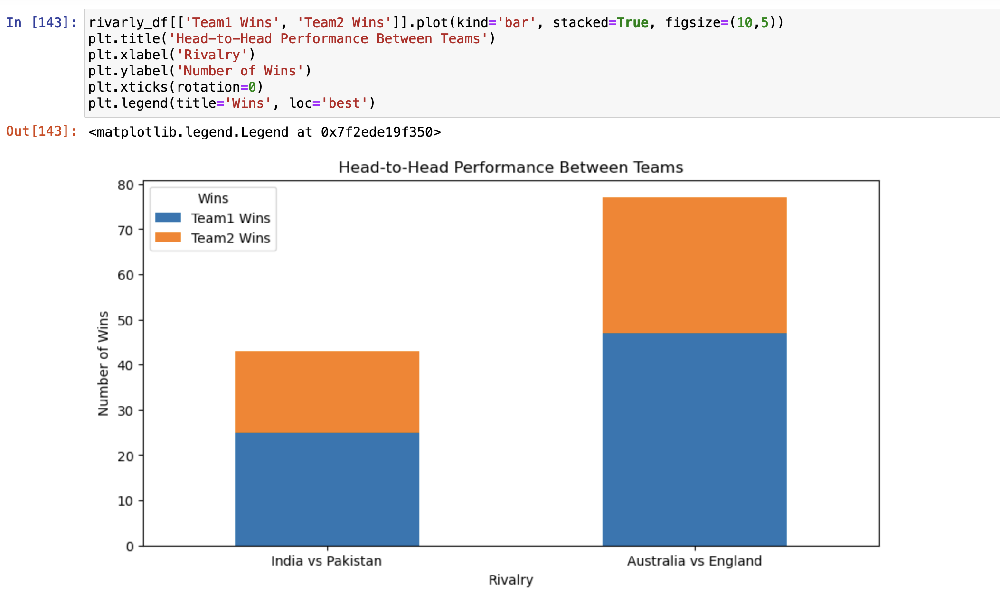 In [143]: rivarly_df[['Team1 Wins', 'Team2 Wins']].plot(kind='bar', stacked=True, figsize=(10,5))
plt.title('Head-to-Head Performance Between Teams')
plt.xlabel('Rivalry')
plt.ylabel('Number of Wins')
plt.xticks(rotation=0)
plt.legend(title='Wins', loc='best')
Out[143]: <matplotlib.legend.Legend at 0x7f2ede19f350>
Head-to-Head Performance Between Teams
Wins
Team1 Wins
Team2 Wins
Number of Wins
80
70
60
50
40
30
20
10
0
India vs Pakistan
Australia vs England
Rivalry